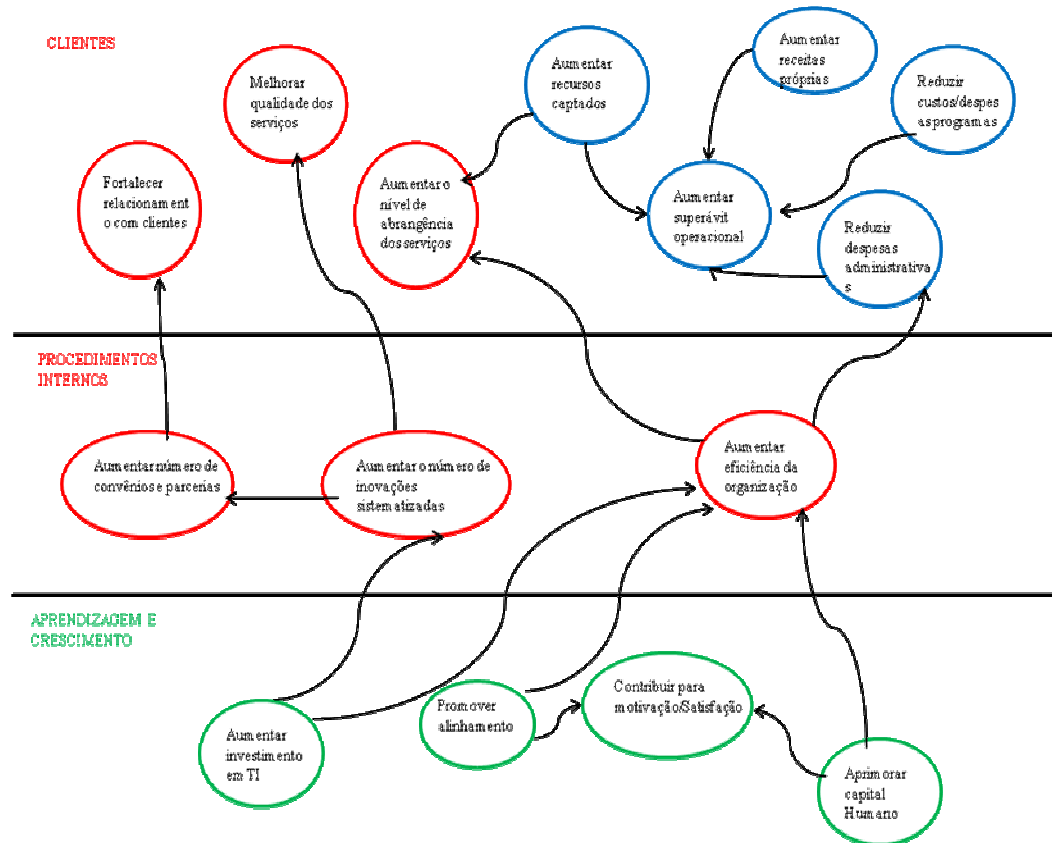 CLIENTES
Melhorar
qualidade dos
serviços
Aumentar
recursos
captados
Aumentar
receitas
próprias
Reduzir
custos/despes
as programas
Fortalecer
relacionament
o com clientes
Aumentar o
nível de
abrangência
dos serviços
Aumentar
superávit
operacional
Reduzir
despesas
administrativa
s
PROCEDIMENTOS
INTERNOS
Aumentar número de
convênios e parcerias
Aumentar o número de
inovações
sistematizadas
Aumentar
eficiência da
organização
APRENDIZAGEM E
CRESCIMENTO
Aumentar
investimento
em TI
Promover
alinhamento
Contribuir para
motivação/Satisfação
Aprimorar
capital
Humano